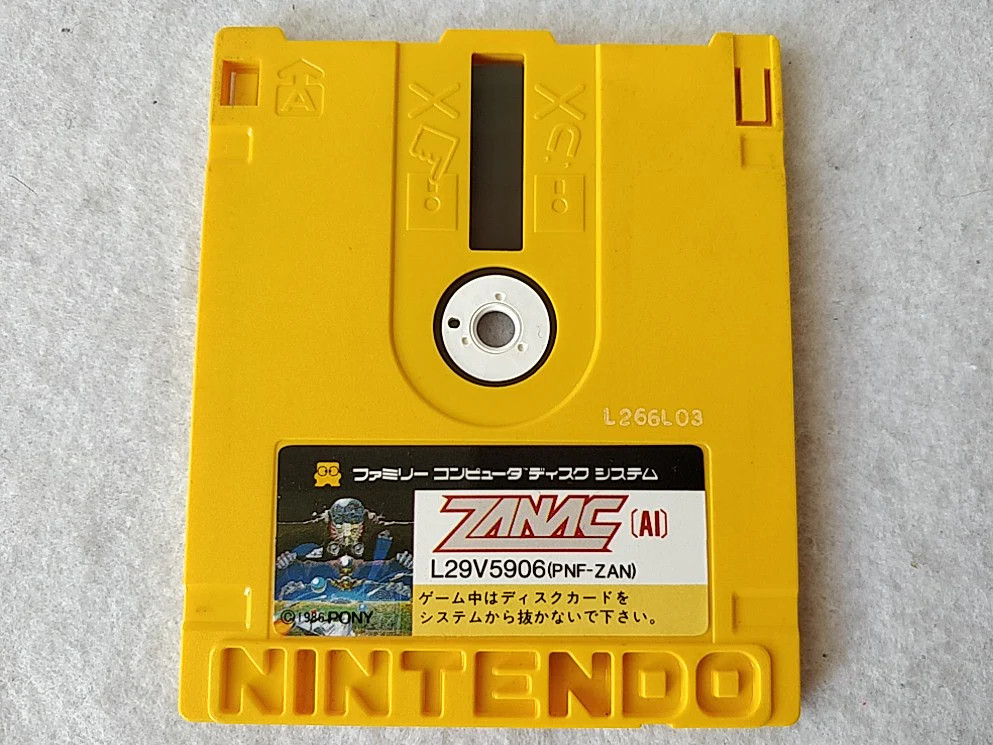 A
L266L03
ファミリー コンピュータ ディスク システム
ZANAC [AI]
L29V5906(PNF-ZAN)
ゲーム中はディスクカードを
システムから抜かないで下さい。
©1986 PONY
NINTENDO